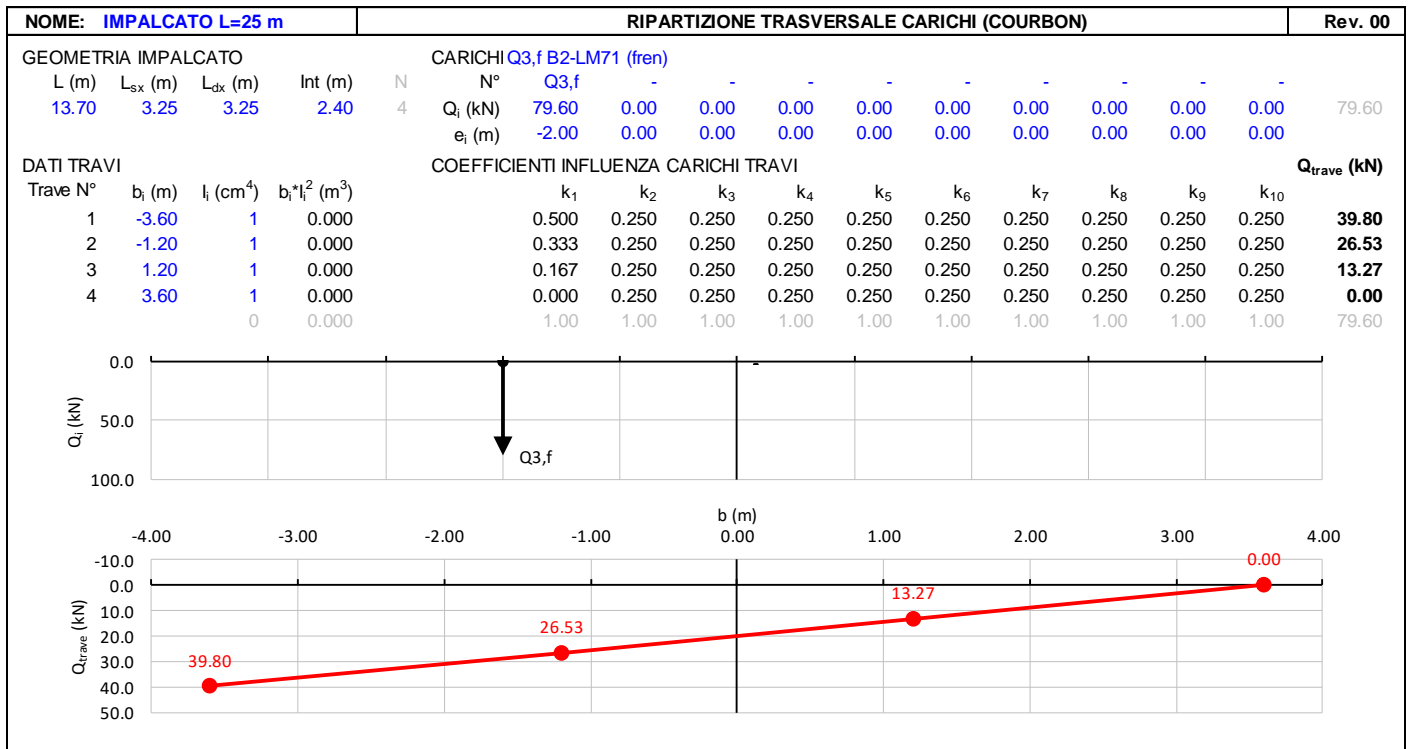 NOME: IMPALCATO L=25 m RIPARTIZIONE TRASVERSALE CARICHI (COURBON) Rev. 00
GEOMETRIA IMPALCATO CARICHI Q3,f B2-LM71 (fren)
L (m) Lsx (m) Ldx (m) Int (m) N N° Q3,f - - - - - - - - -
13.70 3.25 3.25 2.40 4 Qi (kN) 79.60 0.00 0.00 0.00 0.00 0.00 0.00 0.00 0.00 0.00 79.60
ei (m) -2.00 0.00 0.00 0.00 0.00 0.00 0.00 0.00 0.00 0.00
DATI TRAVI COEFFICIENTI INFLUENZA CARICHI TRAVI Qtrave (kN)
Trave N° bi (m) Ii (cm4) bi*Ii2 (m3) k1 k2 k3 k4 k5 k6 k7 k8 k9 k10
1 -3.60 1 0.000 0.500 0.250 0.250 0.250 0.250 0.250 0.250 0.250 0.250 0.250 39.80
2 -1.20 1 0.000 0.333 0.250 0.250 0.250 0.250 0.250 0.250 0.250 0.250 0.250 26.53
3 1.20 1 0.000 0.167 0.250 0.250 0.250 0.250 0.250 0.250 0.250 0.250 0.250 13.27
4 3.60 1 0.000 0.000 0.250 0.250 0.250 0.250 0.250 0.250 0.250 0.250 0.250 0.00
0 0.000 1.00 1.00 1.00 1.00 1.00 1.00 1.00 1.00 1.00 1.00 79.60
0.0
50.0
100.0
Qi (kN)
Q3,f
-
b (m)
-4.00 -3.00 -2.00 -1.00 0.00 1.00 2.00 3.00 4.00
-10.0
0.0
10.0
20.0
30.0
40.0
50.0
Qtrave (kN)
39.80
26.53
13.27
0.00